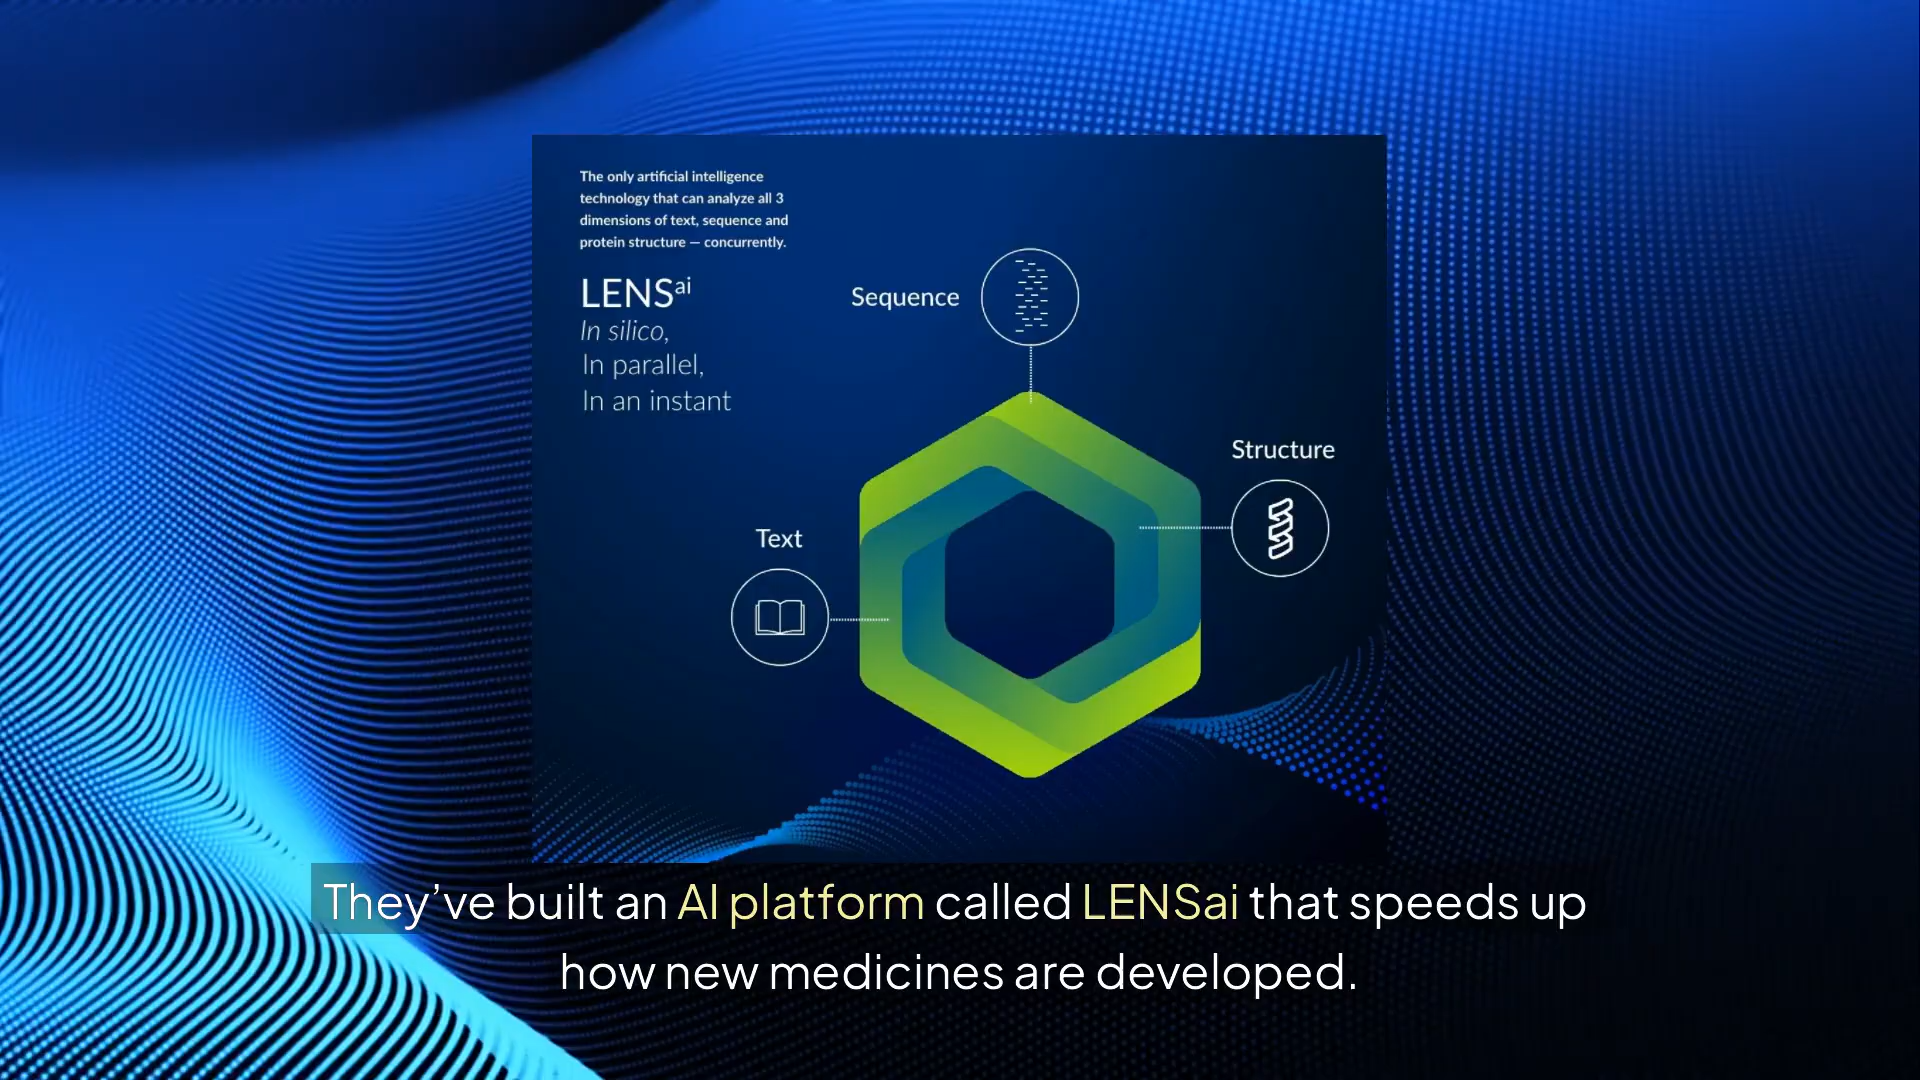 The only artificial intelligence
technology that can analyze all 3
dimensions of text, sequence and
protein structure — concurrently.
LENSai
In silico,
In parallel,
In an instant
Sequence
Structure
Text
They’ve built an AI platform called LENSai that speeds up
how new medicines are developed.